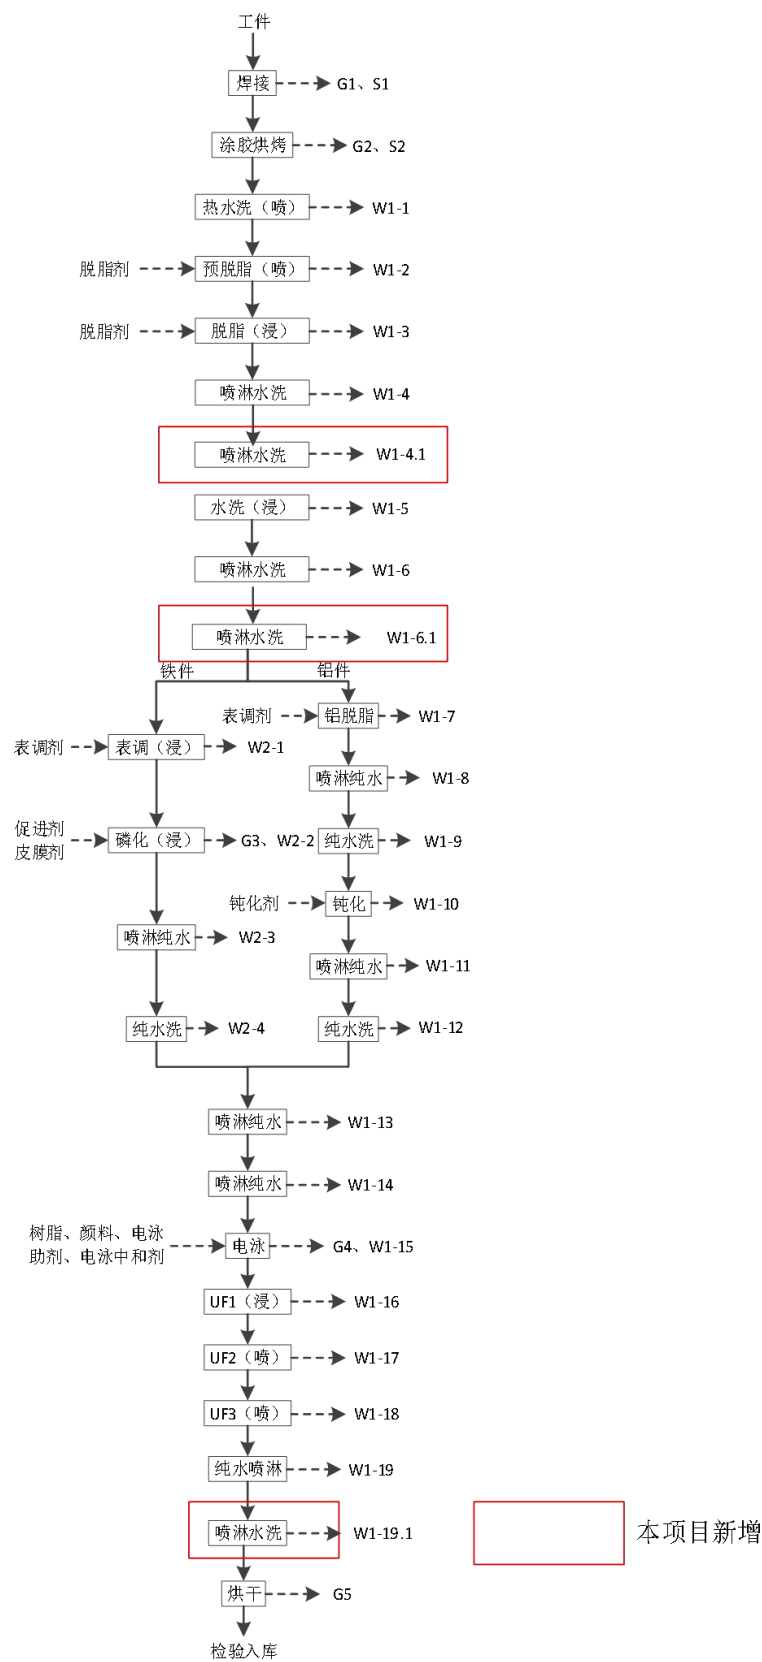 工件
焊接 G1、S1
涂胶烘烤 G2、S2
热水洗（喷） W1-1
脱脂剂 预脱脂（喷） W1-2
脱脂剂 脱脂（浸） W1-3
喷淋水洗 W1-4
喷淋水洗 W1-4.1
水洗（浸） W1-5
喷淋水洗 W1-6
喷淋水洗 W1-6.1
铁件 铝件
表调剂 铝脱脂 W1-7
表调剂 表调（浸） W2-1
喷淋纯水 W1-8
促进剂
皮膜剂 磷化（浸） G3、W2-2 纯水洗 W1-9
钝化剂 钝化 W1-10
喷淋纯水 W2-3
喷淋纯水 W1-11
纯水洗 W2-4 纯水洗 W1-12
喷淋纯水 W1-13
喷淋纯水 W1-14
树脂、颜料、电泳
助剂、电泳中和剂 电泳 G4、W1-15
UF1（浸） W1-16
UF2（喷） W1-17
UF3（喷） W1-18
纯水喷淋 W1-19
喷淋水洗 W1-19.1 本项目新增
烘干 G5
检验入库